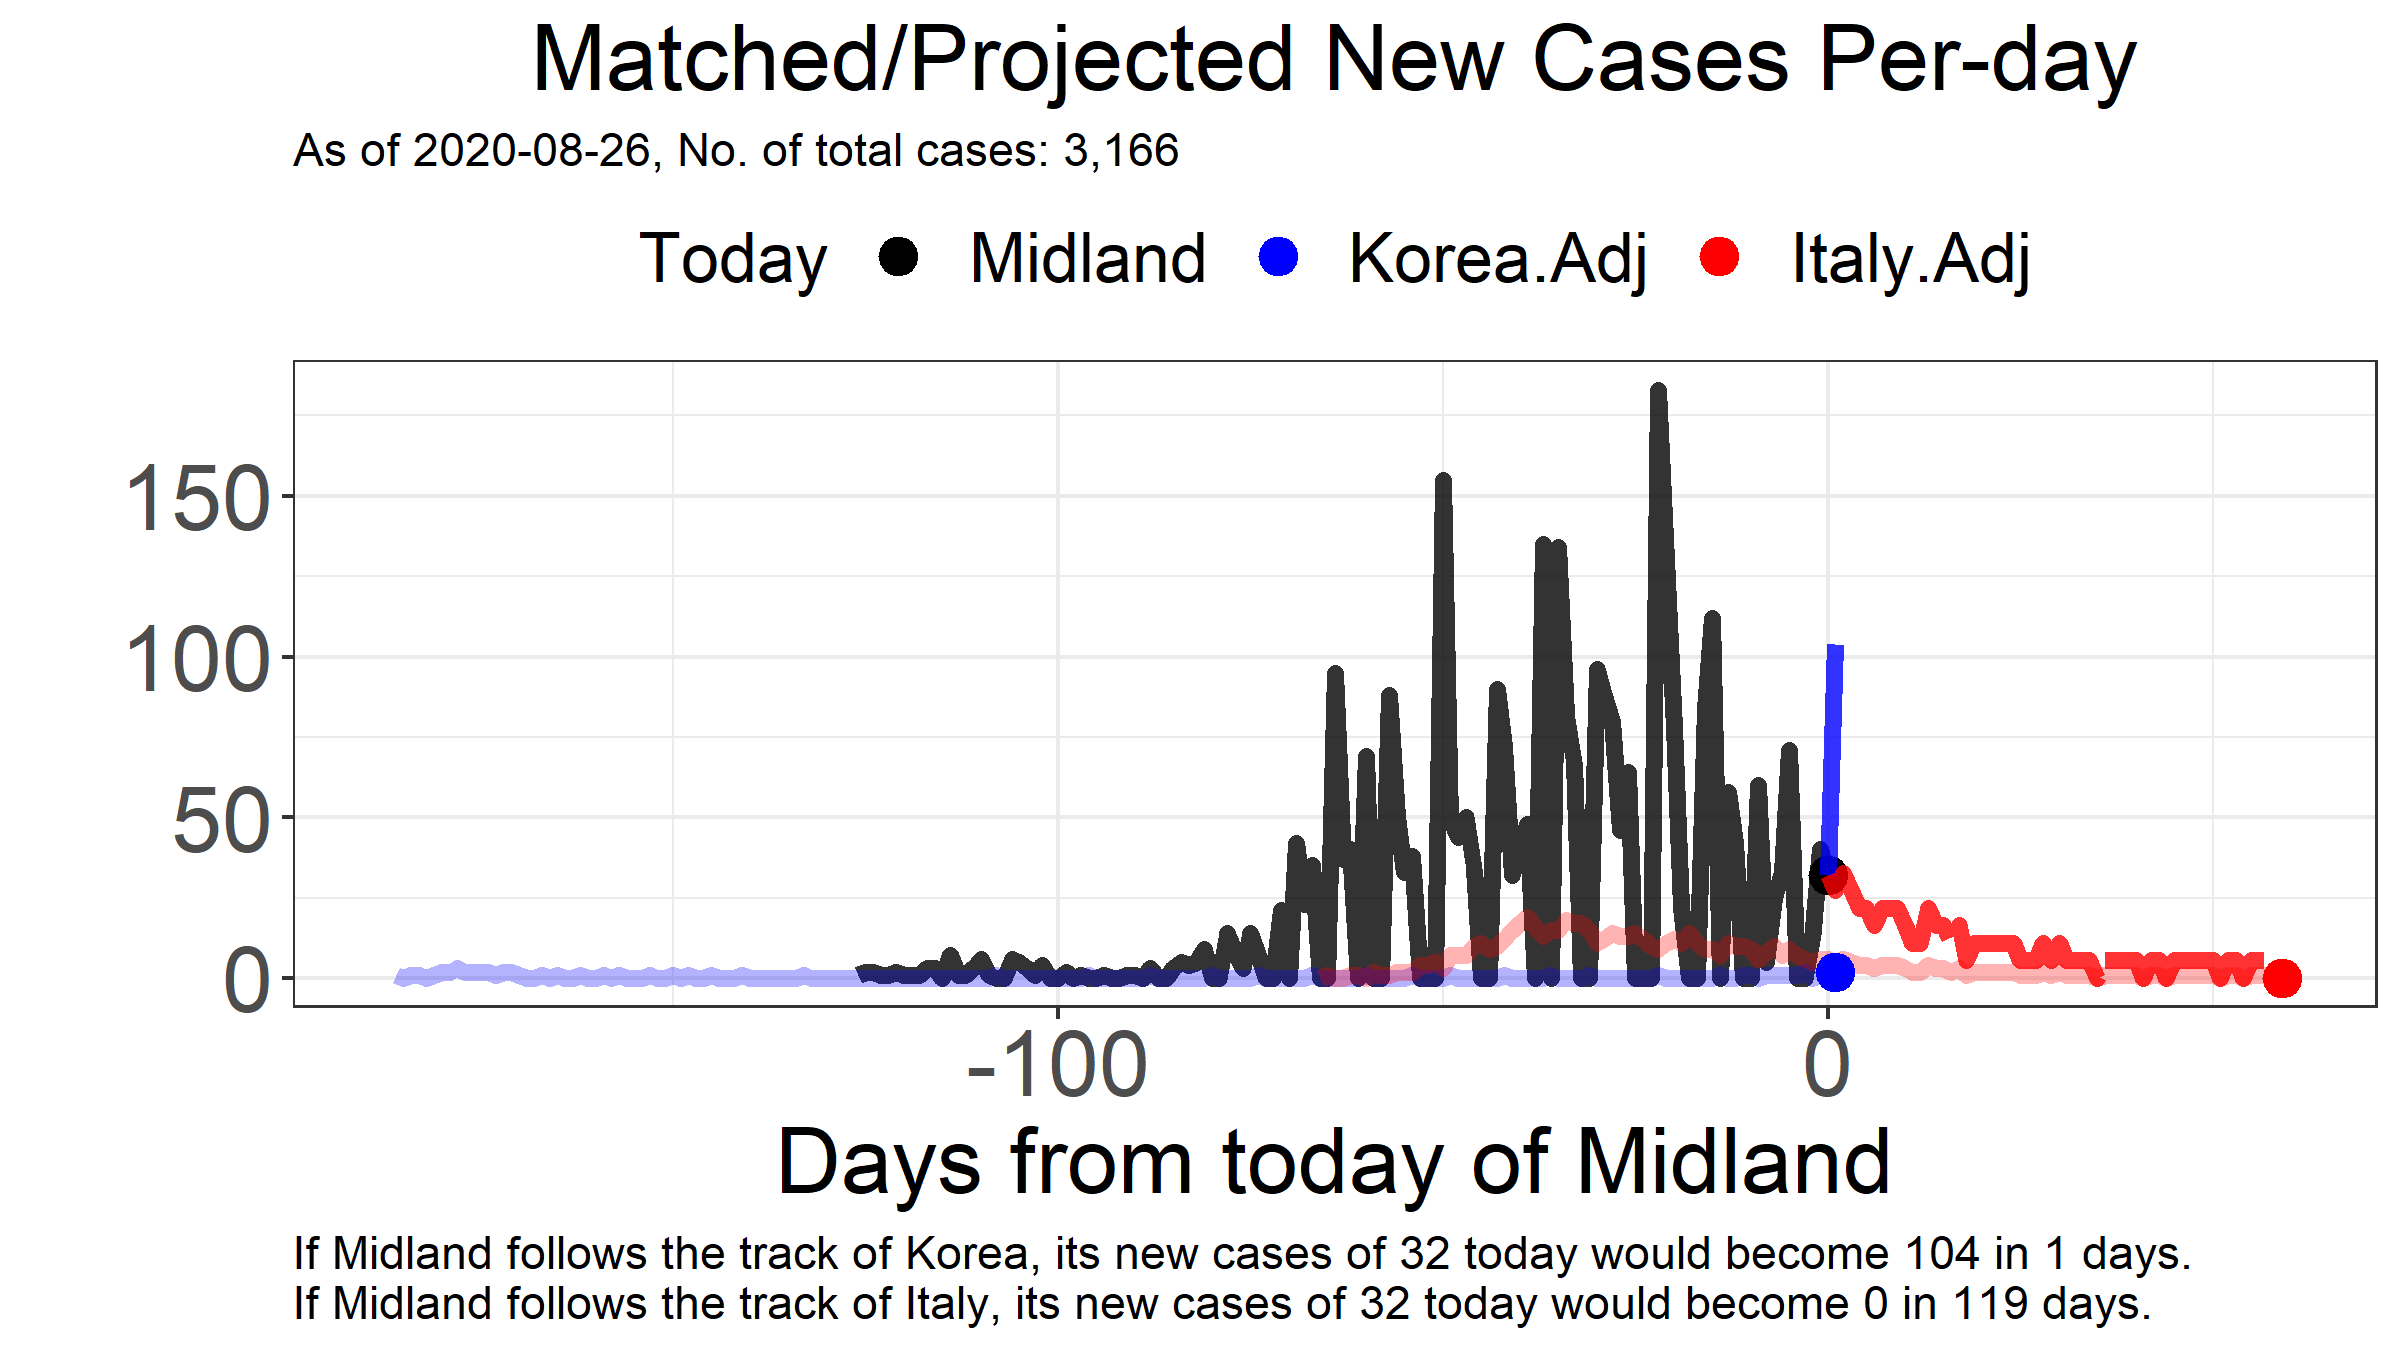 Matched/Projected New Cases Per-day
As of 2020-08-26, No. of total cases: 3,166
Today Midland Korea.Adj Italy.Adj
150
100
50
0
-100 0
Days from today of Midland
If Midland follows the track of Korea, its new cases of 32 today would become 104 in 1 days.
If Midland follows the track of Italy, its new cases of 32 today would become 0 in 119 days.